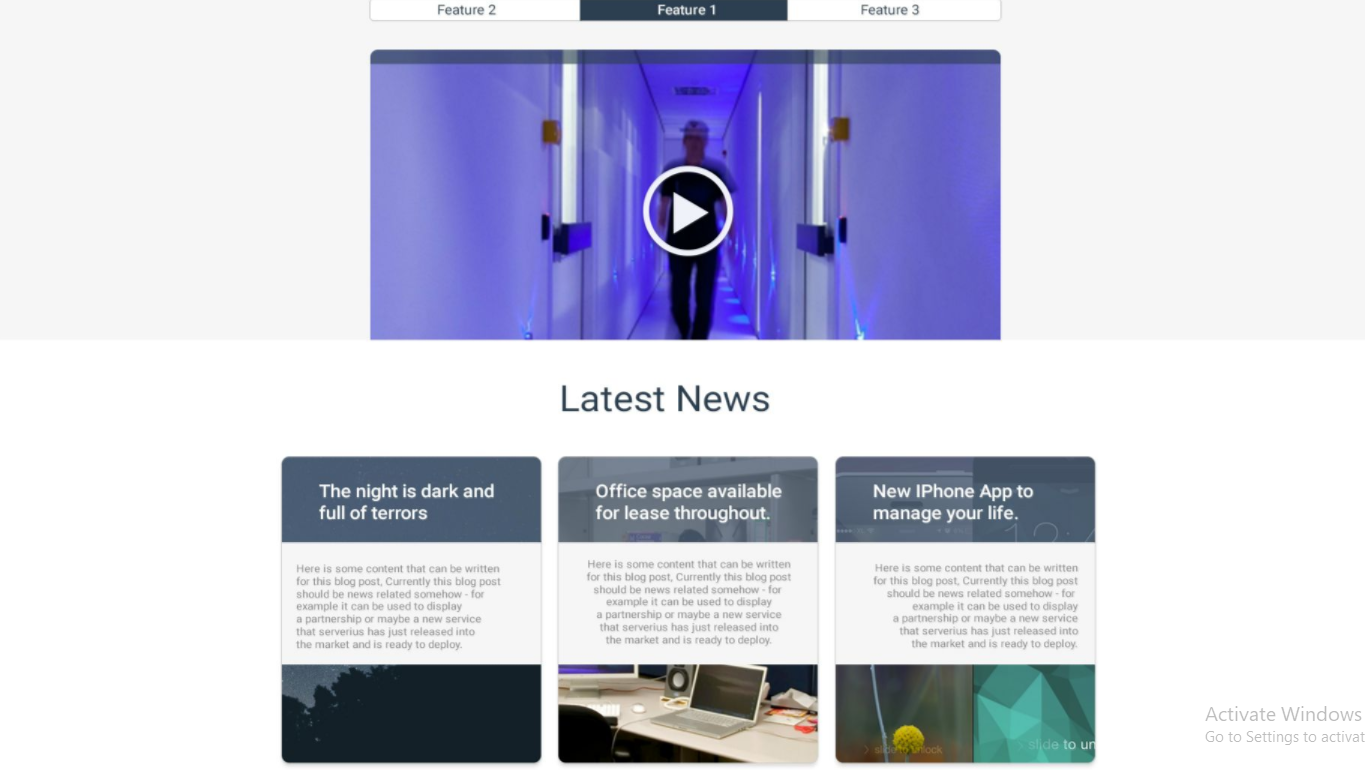 Feature 2
Feature 1
Feature 3
Latest News
The night is dark and
full of terrors
Here is some content that can be written
for this blog post, Currently this blog post
should be news related somehow - for
example it can be used to display
a partnership or maybe a new service
that serverius has just released into
the market and is ready to deploy.
Office space available
for lease throughout.
Here is some content that can be written
for this blog post, Currently this blog post
should be news related somehow - for
example it can be used to display
a partnership or maybe a new service
that serverius has just released into
the market and is ready to deploy.
New IPhone App to
manage your life.
Here is some content that can be written
for this blog post, Currently this blog post
should be news related somehow - for
example it can be used to display
a partnership or maybe a new service
that serverius has just released into
the market and is ready to deploy.
> slide to unlock
> slide to un
Activate Windows
Go to Settings to activat